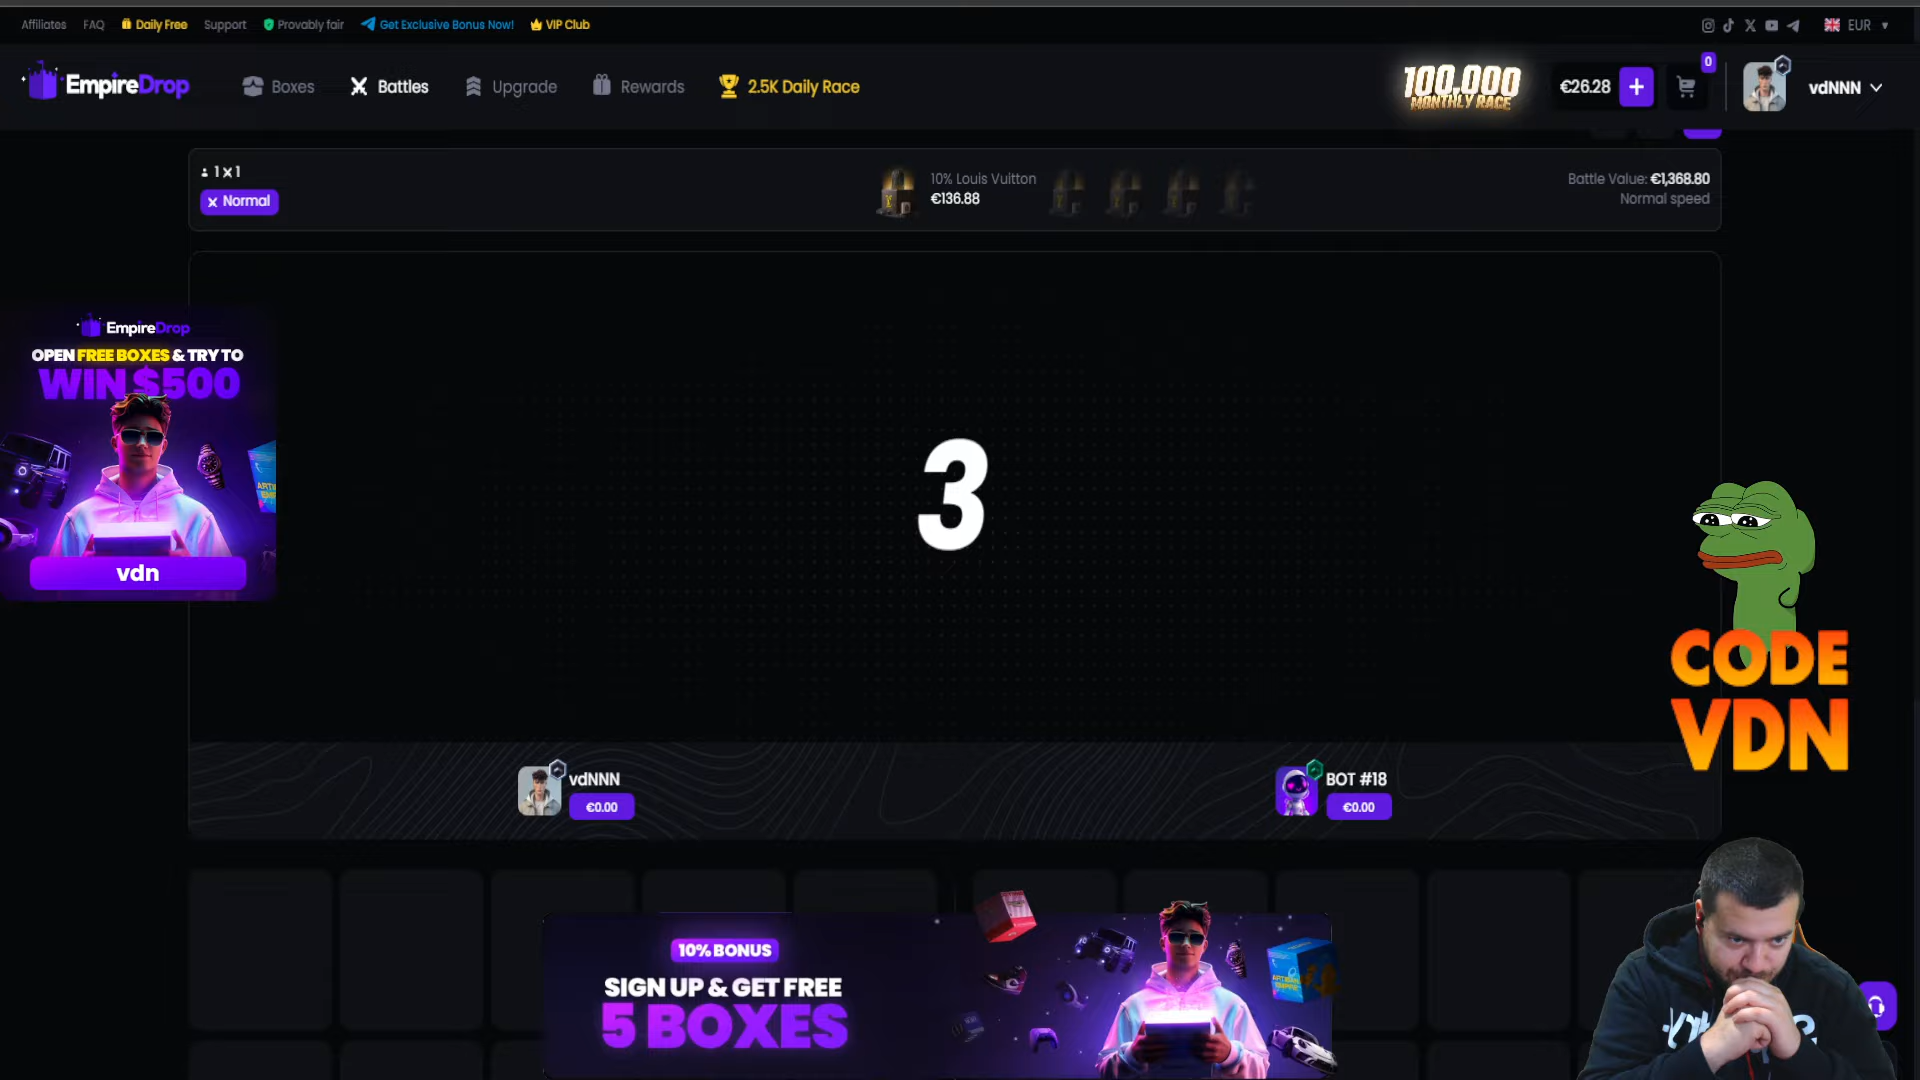 Affiliates FAQ Daily Free Support Provably fair Get Exclusive Bonus Now! VIP Club
EUR
EmpireDrop Boxes Battles Upgrade Rewards 2.5K Daily Race
100.000
MONTHLY RACE
€26.28 + 0 vdNNN
1x1
Normal
10% Louis Vuitton
€136.88
Battle Value: €1,368.80
Normal speed
EmpireDrop
OPEN FREE BOXES & TRY TO
WIN $500
vdn
3
CODE
VDN
vdNNN
€0.00
BOT #18
€0.00
10% BONUS
SIGN UP & GET FREE
5 BOXES